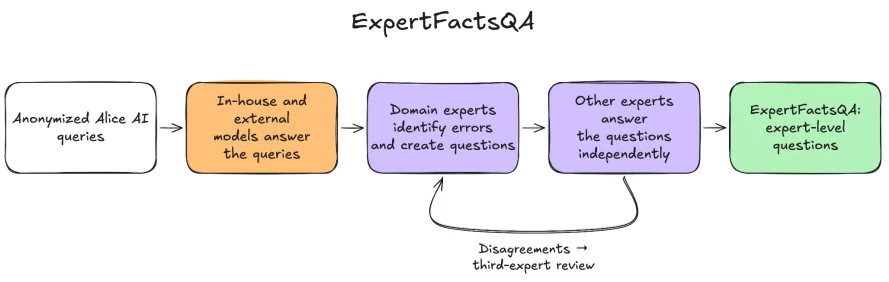 ExpertFactsQA
Anonymized Alice AI
queries
In-house and
external
models answer
the queries
Domain experts
identify errors
and create questions
Other experts
answer
the questions
independently
ExpertFactsQA:
expert-level
questions
Disagreements →
third-expert review